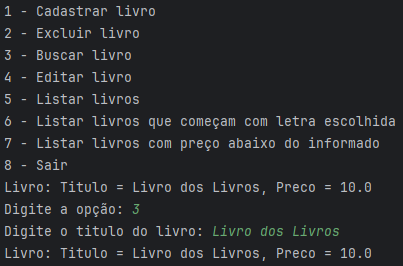 1 - Cadastrar livro
2 - Excluir livro
3 - Buscar livro
4 - Editar livro
5 - Listar livros
6 - Listar livros que começam com letra escolhida
7 - Listar livros com preço abaixo do informado
8 - Sair
Livro: Titulo = Livro dos Livros, Preco = 10.0
Digite a opção: 3
Digite o titulo do livro: Livro dos Livros
Livro: Titulo = Livro dos Livros, Preco = 10.0